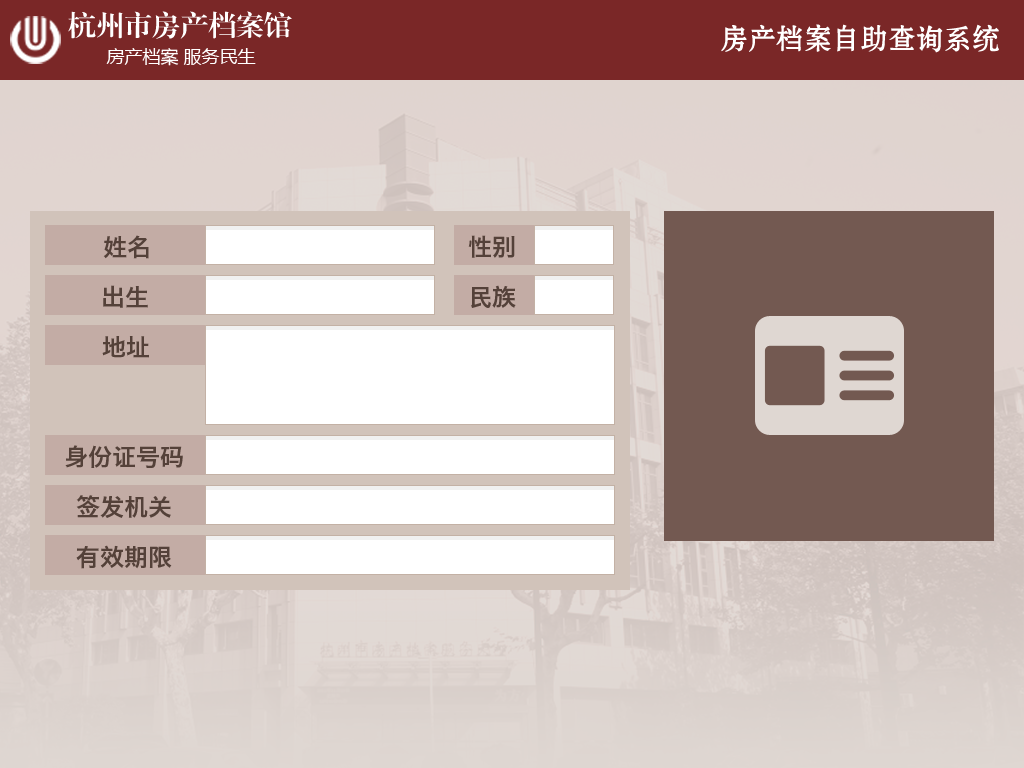 杭州市房产档案馆
房产档案 服务民生
房产档案自助查询系统
姓名
性别
出生
民族
地址
身份证号码
签发机关
有效期限